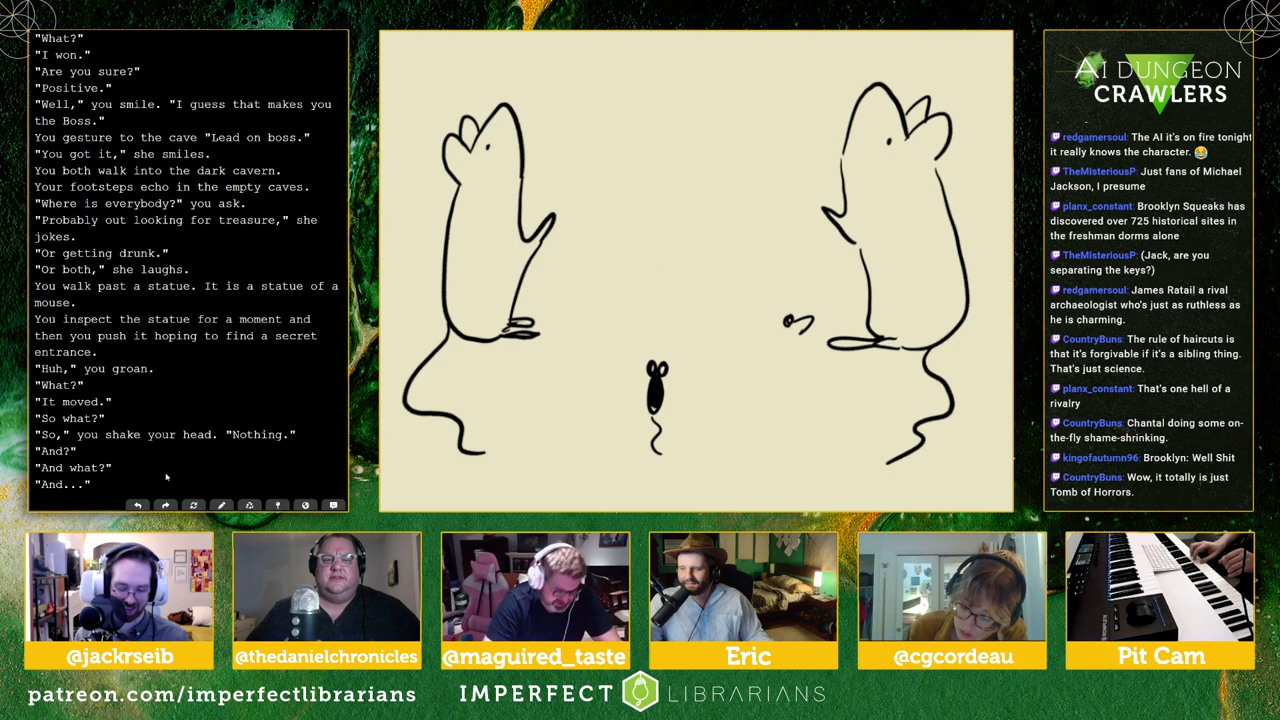 "What?"
"I won."
"Are you sure?"
"Positive."
"Well," you smile. "I guess that makes you
the Boss."
You gesture to the cave "Lead on boss."
"You got it," she smiles.
You both walk into the dark cavern.
Your footsteps echo in the empty caves.
"Where is everybody?" you ask.
"Probably out looking for treasure," she
jokes.
"Or getting drunk."
"Or both," she laughs.
You walk past a statue. It is a statue of a
mouse.
You inspect the statue for a moment and
then you push it hoping to find a secret
entrance.
"Huh," you groan.
"What?"
"It moved."
"So what?"
"So," you shake your head. "Nothing."
"And?"
"And what?"
"And..."
AI DUNGEON
CRAWLERS
redgamersoul: The AI it's on fire tonight
it really knows the character. 😂
TheMisteriousP: Just fans of Michael
Jackson, I presume
planx_constant: Brooklyn Squeaks has
discovered over 725 historical sites in
the freshman dorms alone
TheMisteriousP: (Jack, are you
separating the keys?)
redgamersoul: James Ratail a rival
archaeologist who's just as ruthless as
he is charming.
CountryBuns: The rule of haircuts is
that it's forgivable if it's a sibling thing.
That's just science.
planx_constant: That's one hell of a
rivalry
CountryBuns: Chantal doing some on-
the-fly shame-shrinking.
kingofautumn96: Brooklyn: Well Shit
CountryBuns: Wow, it totally is just
Tomb of Horrors.
@jackrseib
@thedanielchronicles
@maguired_taste
Eric
@cgcordeau
Pit Cam
patreon.com/imperfectlibrarians
IMPERFECT LIBRARIANS